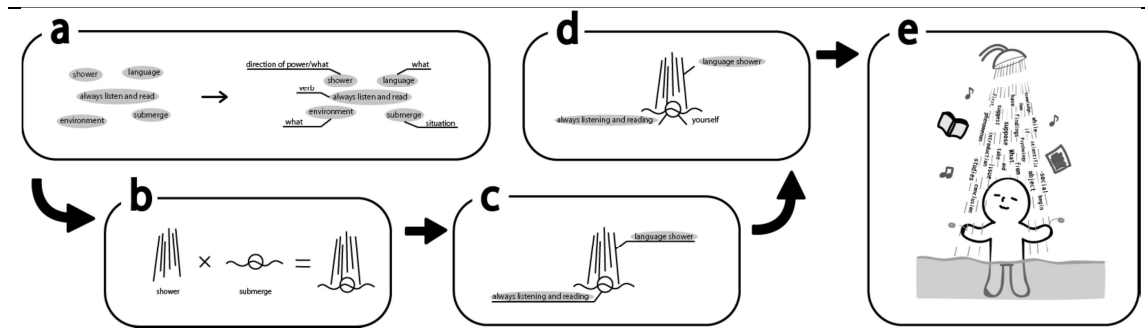 a
shower
language
always listen and read
environment
submerge
direction of power/what
what
shower
language
verb
always listen and read
environment
submerge
what
situation
b
shower
submerge
c
language shower
always listening and reading
d
language shower
always listening and reading
yourself
e